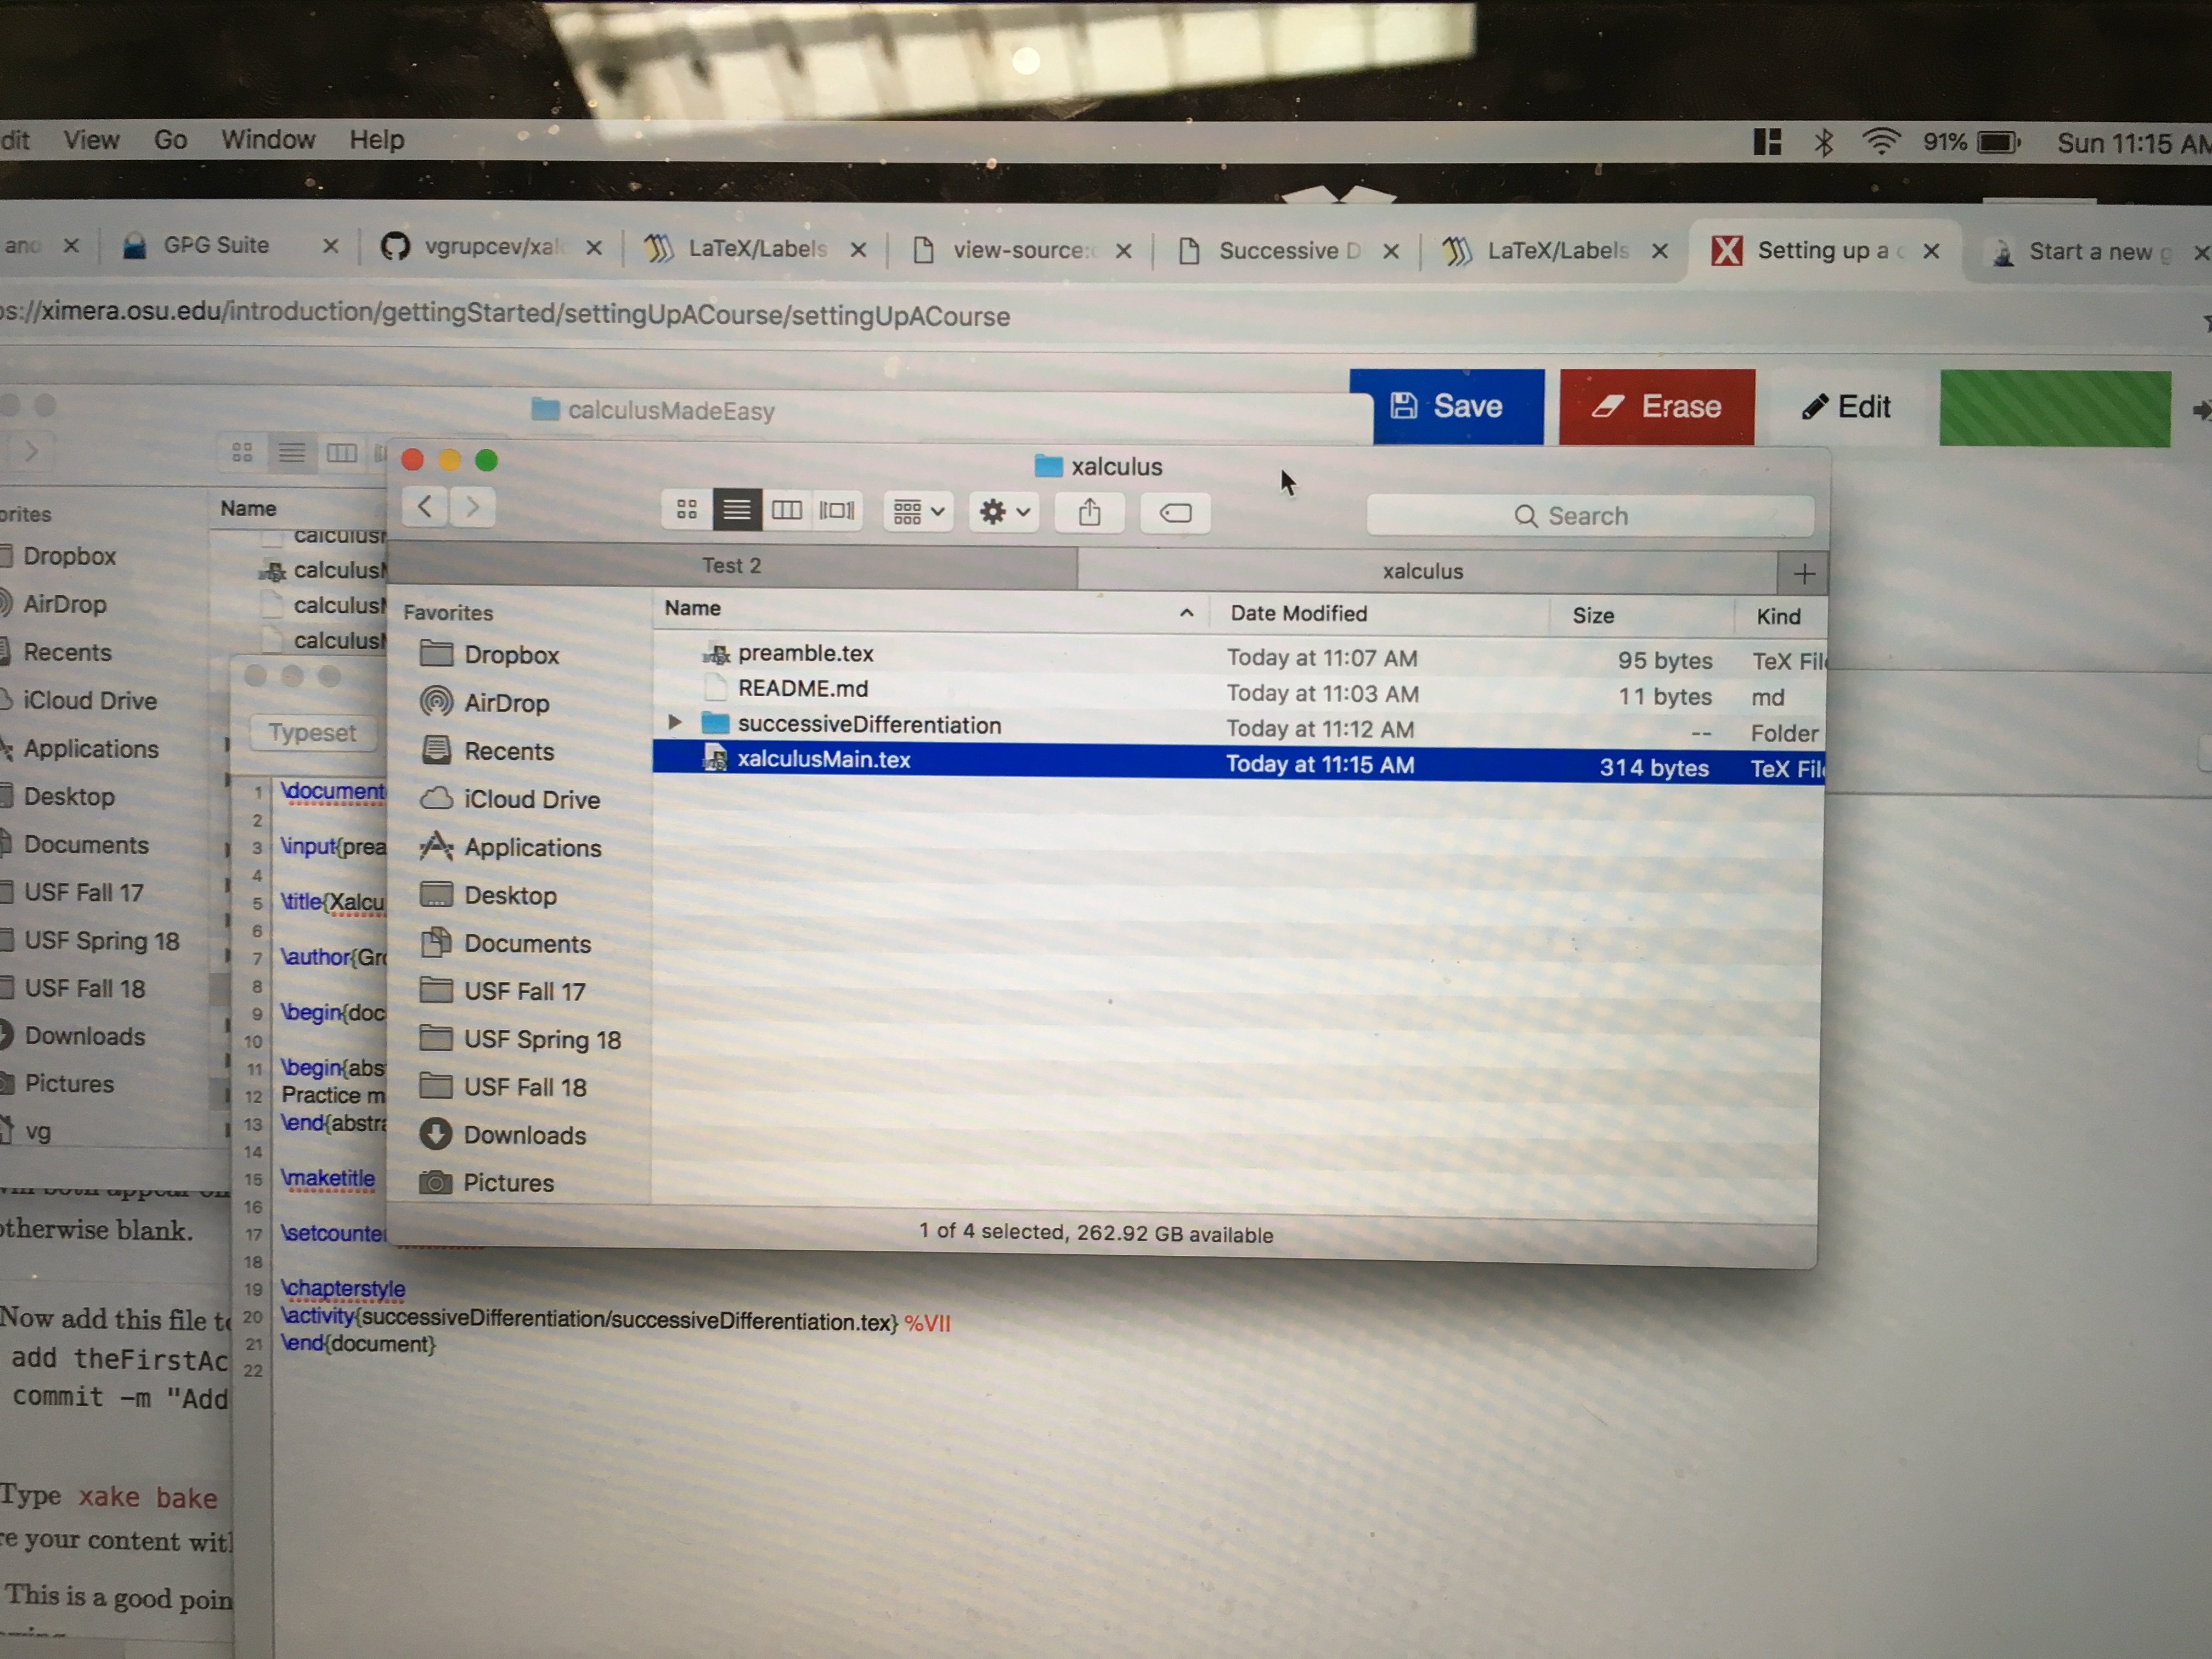 dit View Go Window Help 91% Sun 11:15 AM
and GPG Suite vgrupcev/xal LaTeX/Labels view-source: Successive D LaTeX/Labels Setting up a c Start a new g
ps://ximera.osu.edu/introduction/gettingStarted/settingUpACourse/settingUpACourse
Save Erase Edit
calculusMadeEasy
xalculus
Search
Test 2 xalculus
Name
orites
Dropbox
AirDrop
Recents
iCloud Drive
Applications
Desktop
Documents
USF Fall 17
USF Spring 18
USF Fall 18
Downloads
Pictures
vg
Favorites
Dropbox
AirDrop
Recents
iCloud Drive
Applications
Desktop
Documents
USF Fall 17
USF Spring 18
USF Fall 18
Downloads
Pictures
Name Date Modified Size Kind
preamble.tex Today at 11:07 AM 95 bytes TeX Fil
README.md Today at 11:03 AM 11 bytes md
successiveDifferentiation Today at 11:12 AM -- Folder
xalculusMain.tex Today at 11:15 AM 314 bytes TeX Fil
1 of 4 selected, 262.92 GB available
Typeset
1 \document
2
3 \input{prea
4
5 \title{Xalcu
6
7 \author{Gr
8
9 \begin{doc
10
11 \begin{abs
12 Practice m
13 \end{abstra
14
15 \maketitle
16
17 \setcounte
18
19 \chapterstyle
20 \activity{successiveDifferentiation/successiveDifferentiation.tex} %VII
21 \end{document}
22
otherwise blank.
Now add this file to
add theFirstAc
commit -m "Add
Type xake bake
re your content with
This is a good poin